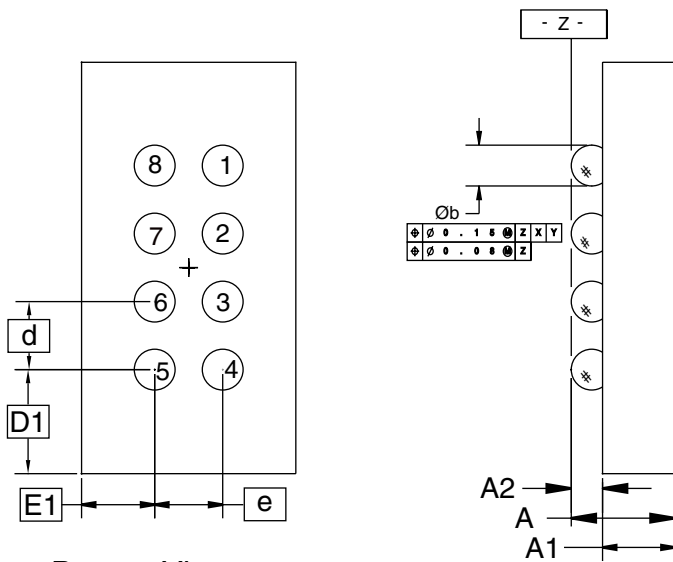 - Z -
8 1
7 2
6 3
5 4
d
D1
E1
e
Øb
⌖ Ø 0 . 1 5 Ⓜ Z X Y
⌖ Ø 0 . 0 8 Ⓜ Z
A2
A
A1